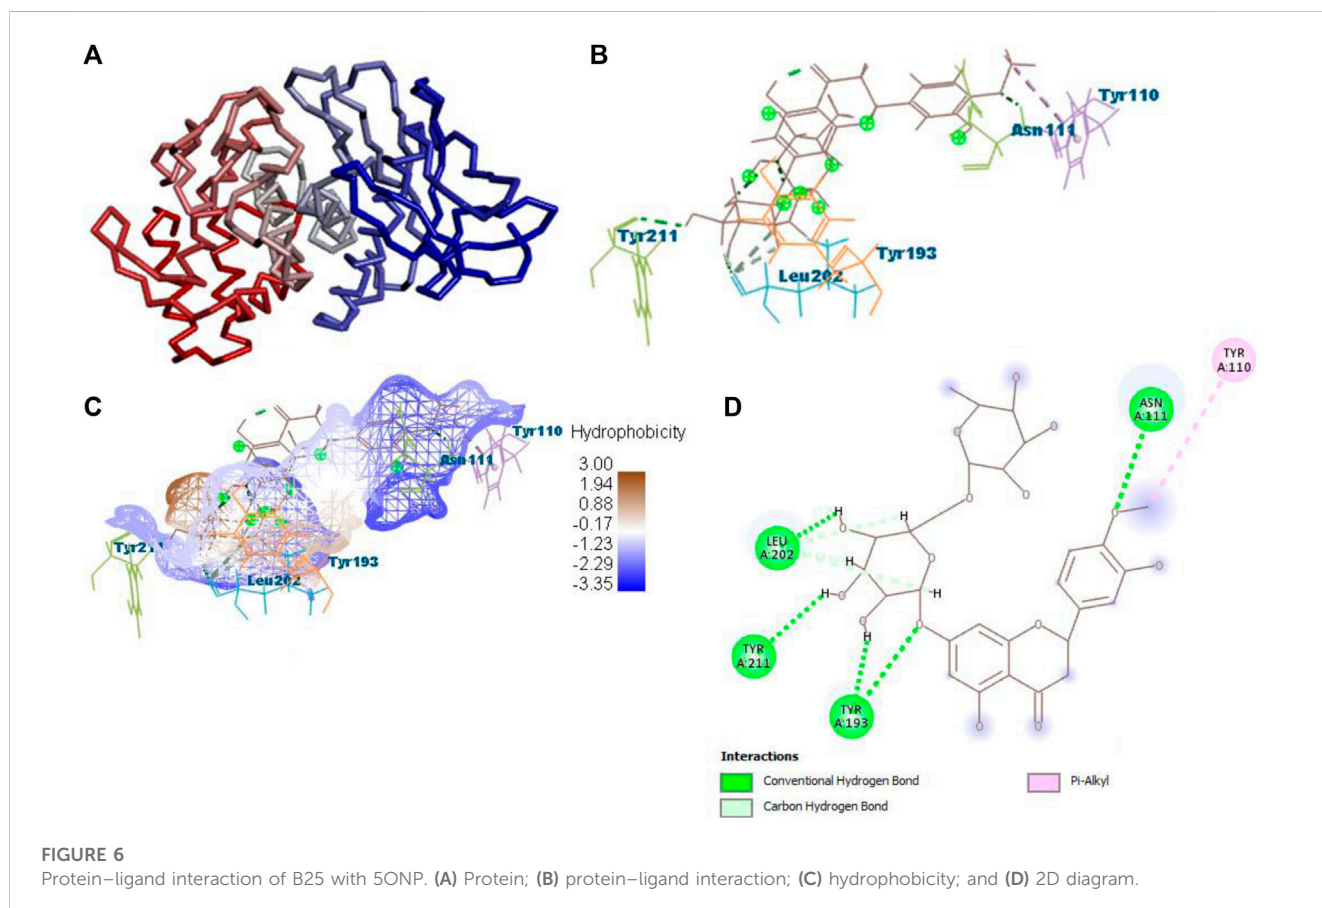 A
B
Tyr110
Asn111
Tyr211
Tyr193
Leu202
C
Tyr110
Asn111
Tyr211
Tyr193
Leu202
Hydrophobicity
3.00
1.94
0.88
-0.17
-1.23
-2.29
-3.35
D
TYR
A:110
ASN
A:111
O
O
O
O
O
O
H
O
H
LEU
A:202
H
O
H
O
H
O
O
O
H
O
O
TYR
A:211
TYR
A:193
O
O
Interactions
Conventional Hydrogen Bond
Pi-Alkyl
Carbon Hydrogen Bond
FIGURE 6
Protein–ligand interaction of B25 with 5ONP. (A) Protein; (B) protein–ligand interaction; (C) hydrophobicity; and (D) 2D diagram.